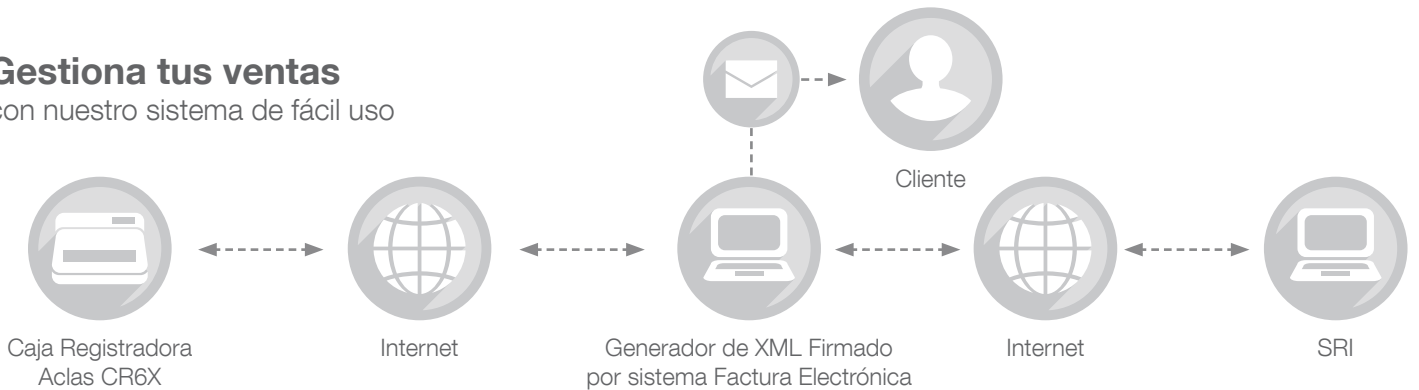 Gestiona tus ventas
con nuestro sistema de fácil uso
Cliente
Caja Registradora
Aclas CR6X
Internet
Generador de XML Firmado
por sistema Factura Electrónica
Internet
SRI